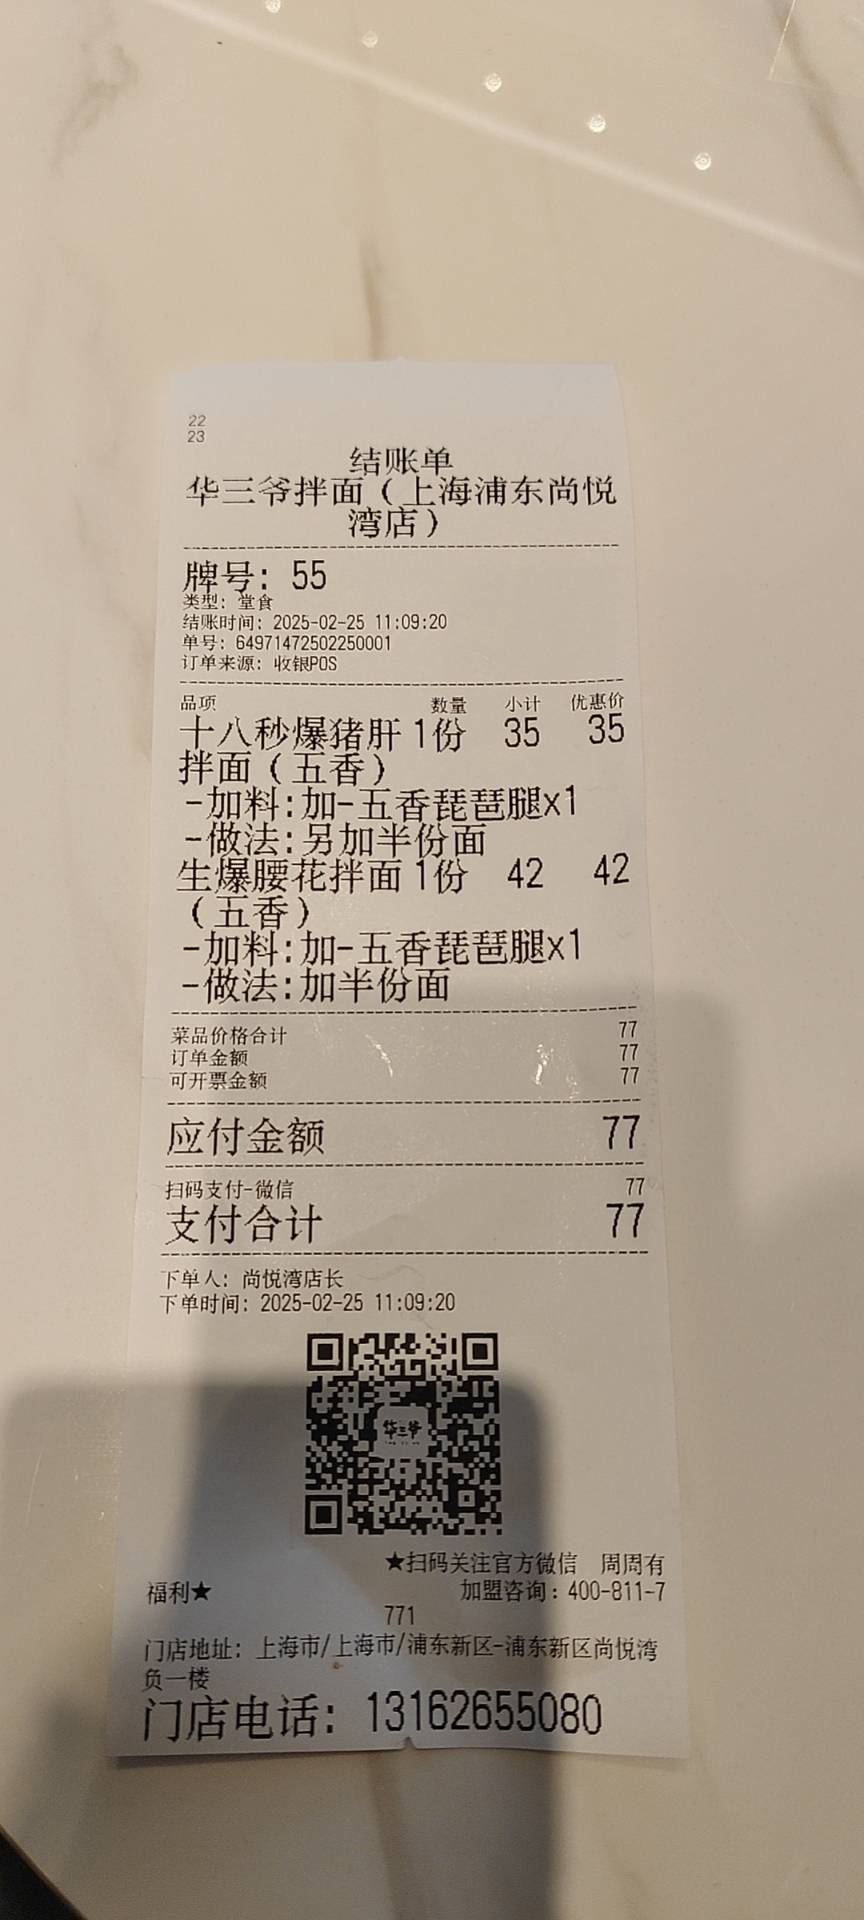 22
23
结账单
华三爷拌面（上海浦东尚悦
湾店）
牌号: 55
类型: 堂食
结账时间: 2025-02-25 11:09:20
单号: 64971472502250001
订单来源: 收银POS
品项 数量 小计 优惠价
十八秒爆猪肝 1份 35 35
拌面（五香）
-加料:加-五香琵琶腿x1
-做法:另加半份面
生爆腰花拌面 1份 42 42
（五香）
-加料:加-五香琵琶腿x1
-做法:加半份面
菜品价格合计 77
订单金额 77
可开票金额 77
应付金额 77
扫码支付-微信 77
支付合计 77
下单人: 尚悦湾店长
下单时间: 2025-02-25 11:09:20
华三爷
★扫码关注官方微信 周周有
福利★ 加盟咨询: 400-811-7
771
门店地址: 上海市/上海市/浦东新区-浦东新区尚悦湾
负一楼
门店电话: 13162655080